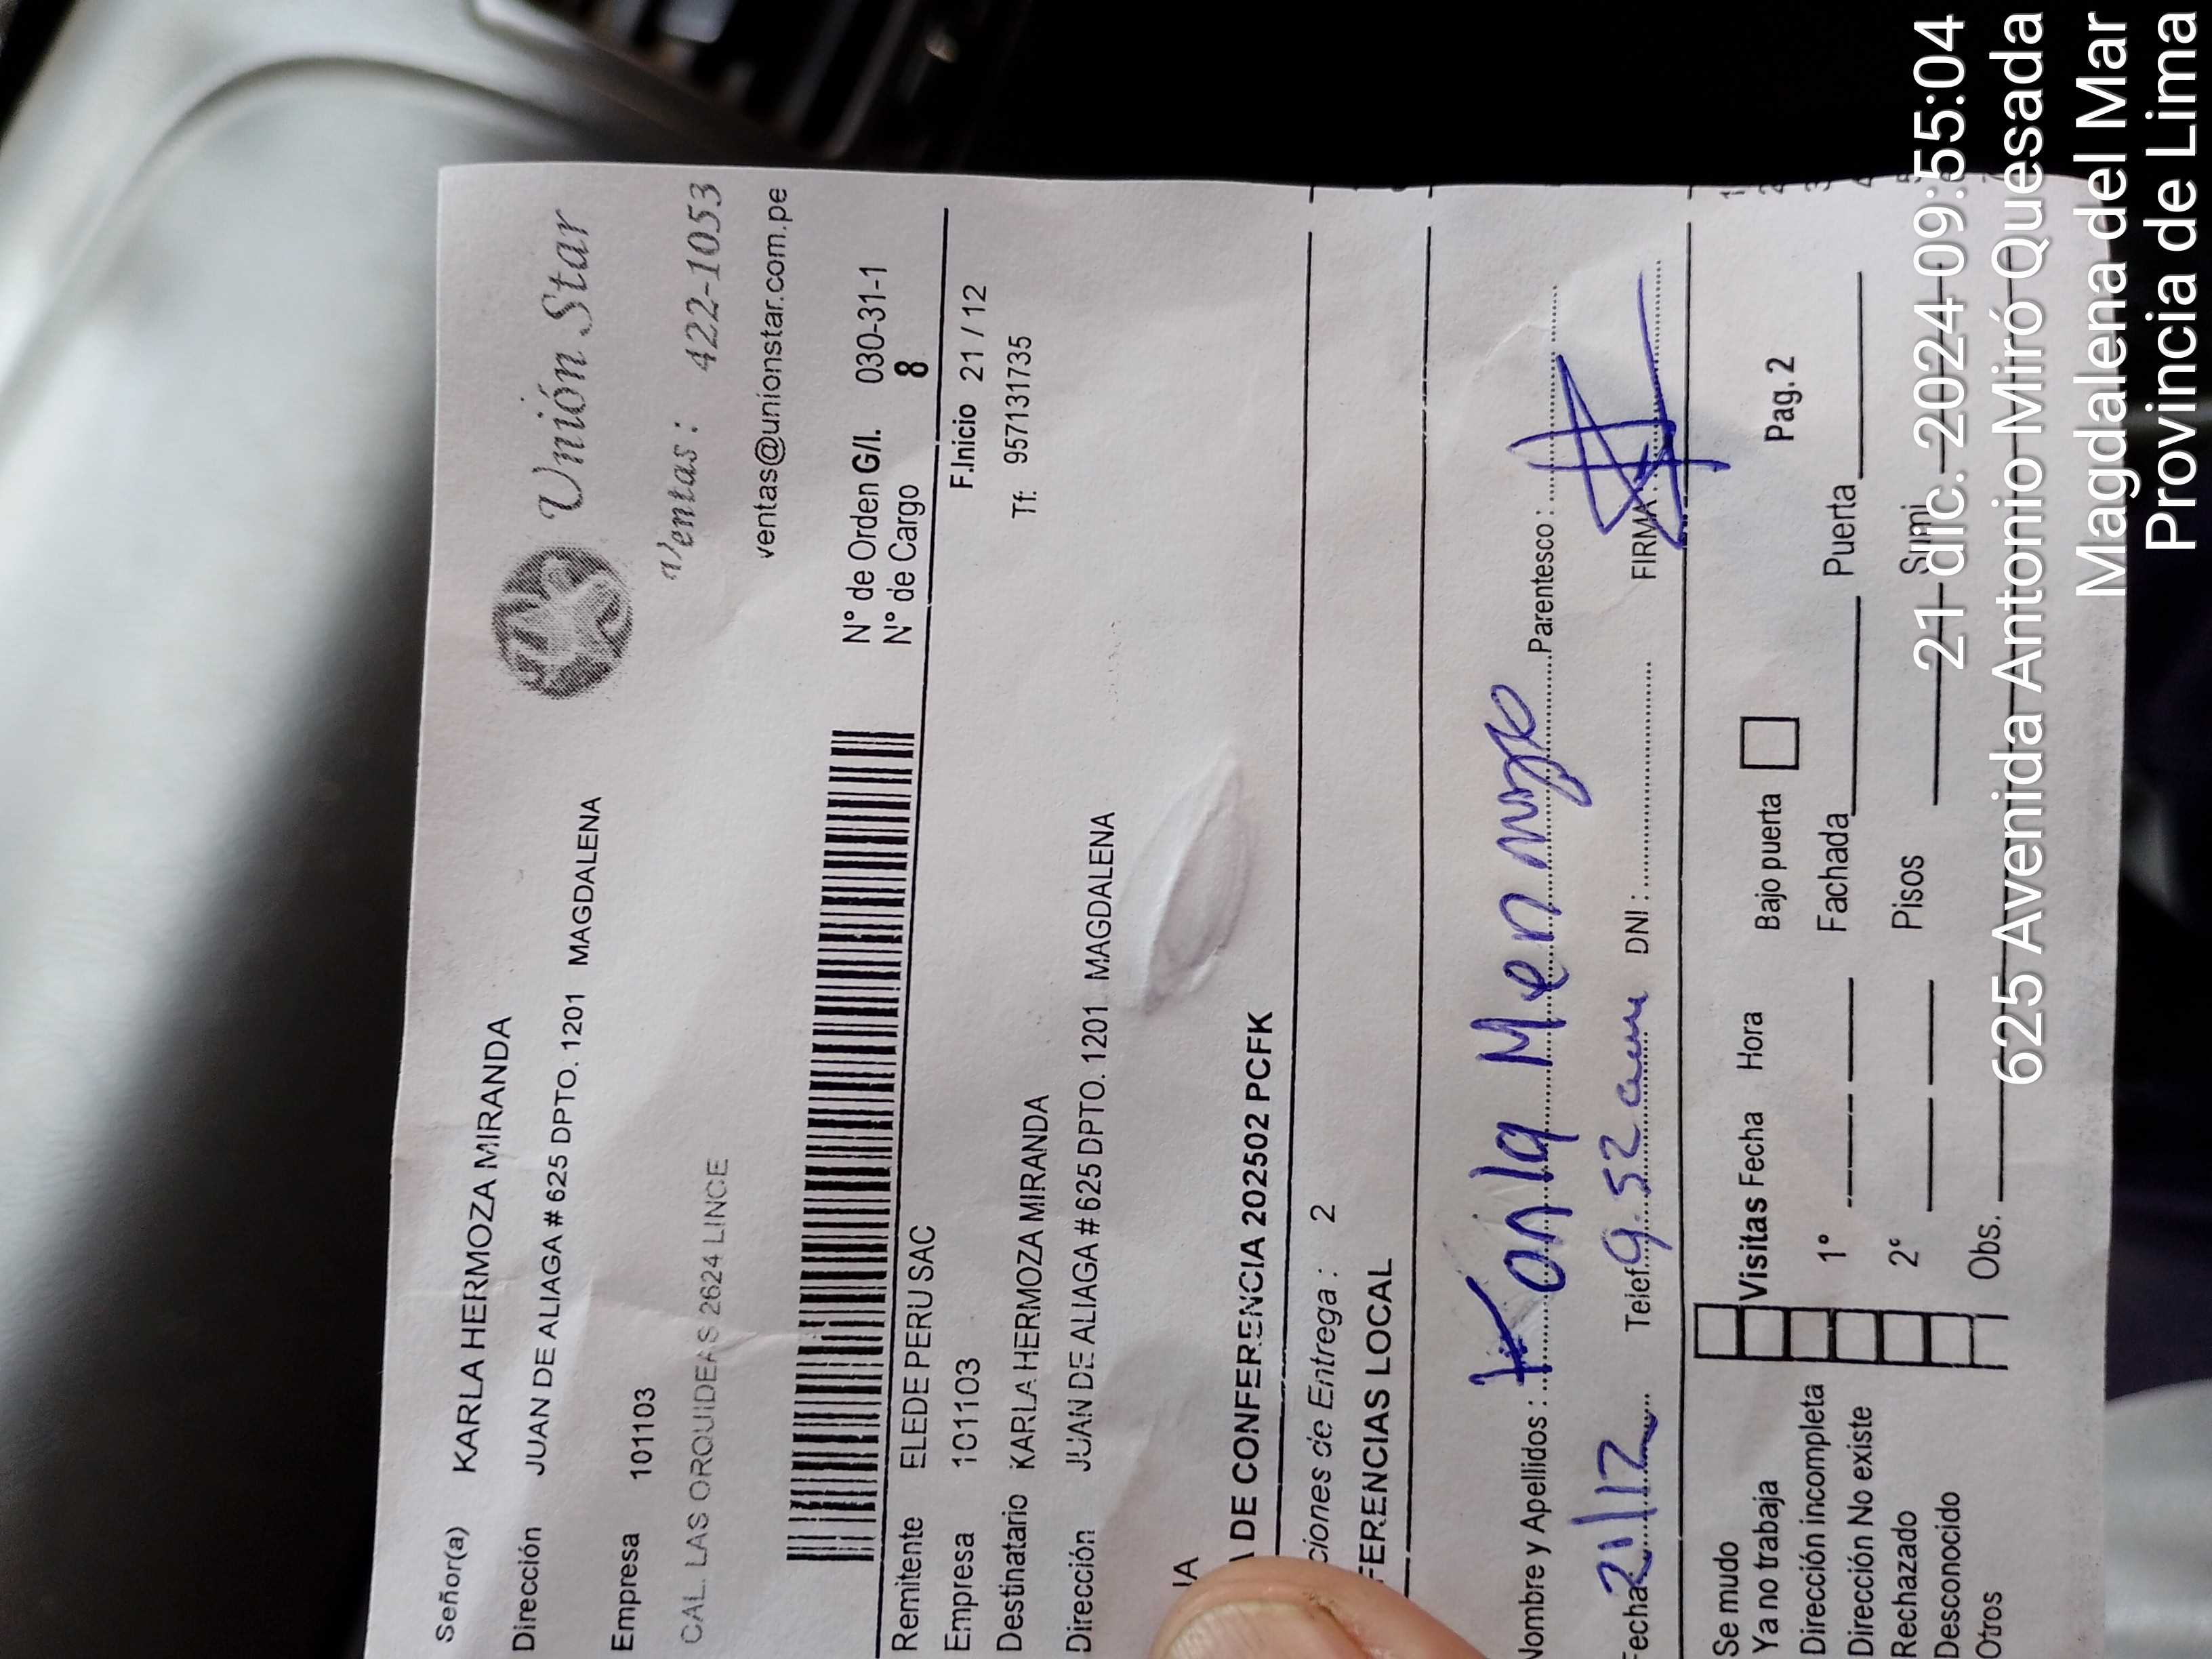 Señor(a) KARLA HERMOZA MIRANDA
Dirección JUAN DE ALIAGA # 625 DPTO. 1201 MAGDALENA
Empresa 101103
CAL. LAS ORQUIDEAS 2624 LINCE
Unión Star
Ventas: 422-1053
ventas@unionstar.com.pe
N° de Orden G/I. 030-31-1
N° de Cargo 8
Remitente ELEDE PERU SAC
F.Inicio 21 / 12
Empresa 101103
Tf: 957131735
Destinatario KARLA HERMOZA MIRANDA
Dirección JUAN DE ALIAGA # 625 DPTO. 1201 MAGDALENA
IA
DE CONFERENCIA 202502 PCFK
ciones de Entrega : 2
FERENCIAS LOCAL
Nombre y Apellidos : Karla Parentesco :
Fecha 21/12 Telef. 9.52 DNI : FIRMA
Se mudo
Ya no trabaja
Dirección incompleta
Dirección No existe
Rechazado
Desconocido
Otros
Visitas Fecha Hora
1°
2°
Obs.
Bajo puerta
Pag. 2
Fachada Puerta
Pisos Sumi
21 dic. 2024 09:55:04
625 Avenida Antonio Miró Quesada
Magdalena del Mar
Provincia de Lima